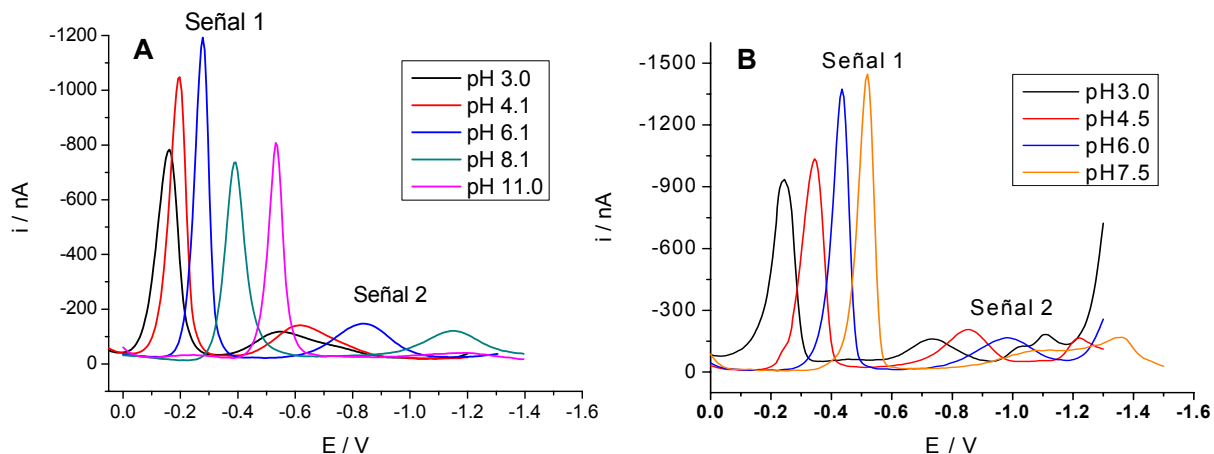 A
Señal 1
Señal 2
pH 3.0
pH 4.1
pH 6.1
pH 8.1
pH 11.0
-1200
-1000
-800
-600
-400
-200
0
i / nA
0.0 -0.2 -0.4 -0.6 -0.8 -1.0 -1.2 -1.4 -1.6
E / V
B
Señal 1
Señal 2
pH3.0
pH4.5
pH6.0
pH7.5
-1500
-1200
-900
-600
-300
0
i / nA
0.0 -0.2 -0.4 -0.6 -0.8 -1.0 -1.2 -1.4 -1.6
E / V